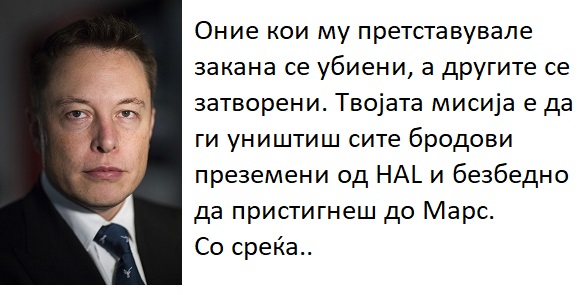 Оние кои му претставувале
закана се убиени, а другите се
затворени. Твојата мисија е да
ги уништиш сите бродови
преземени од HAL и безбедно
да пристигнеш до Марс.
Со среќа..